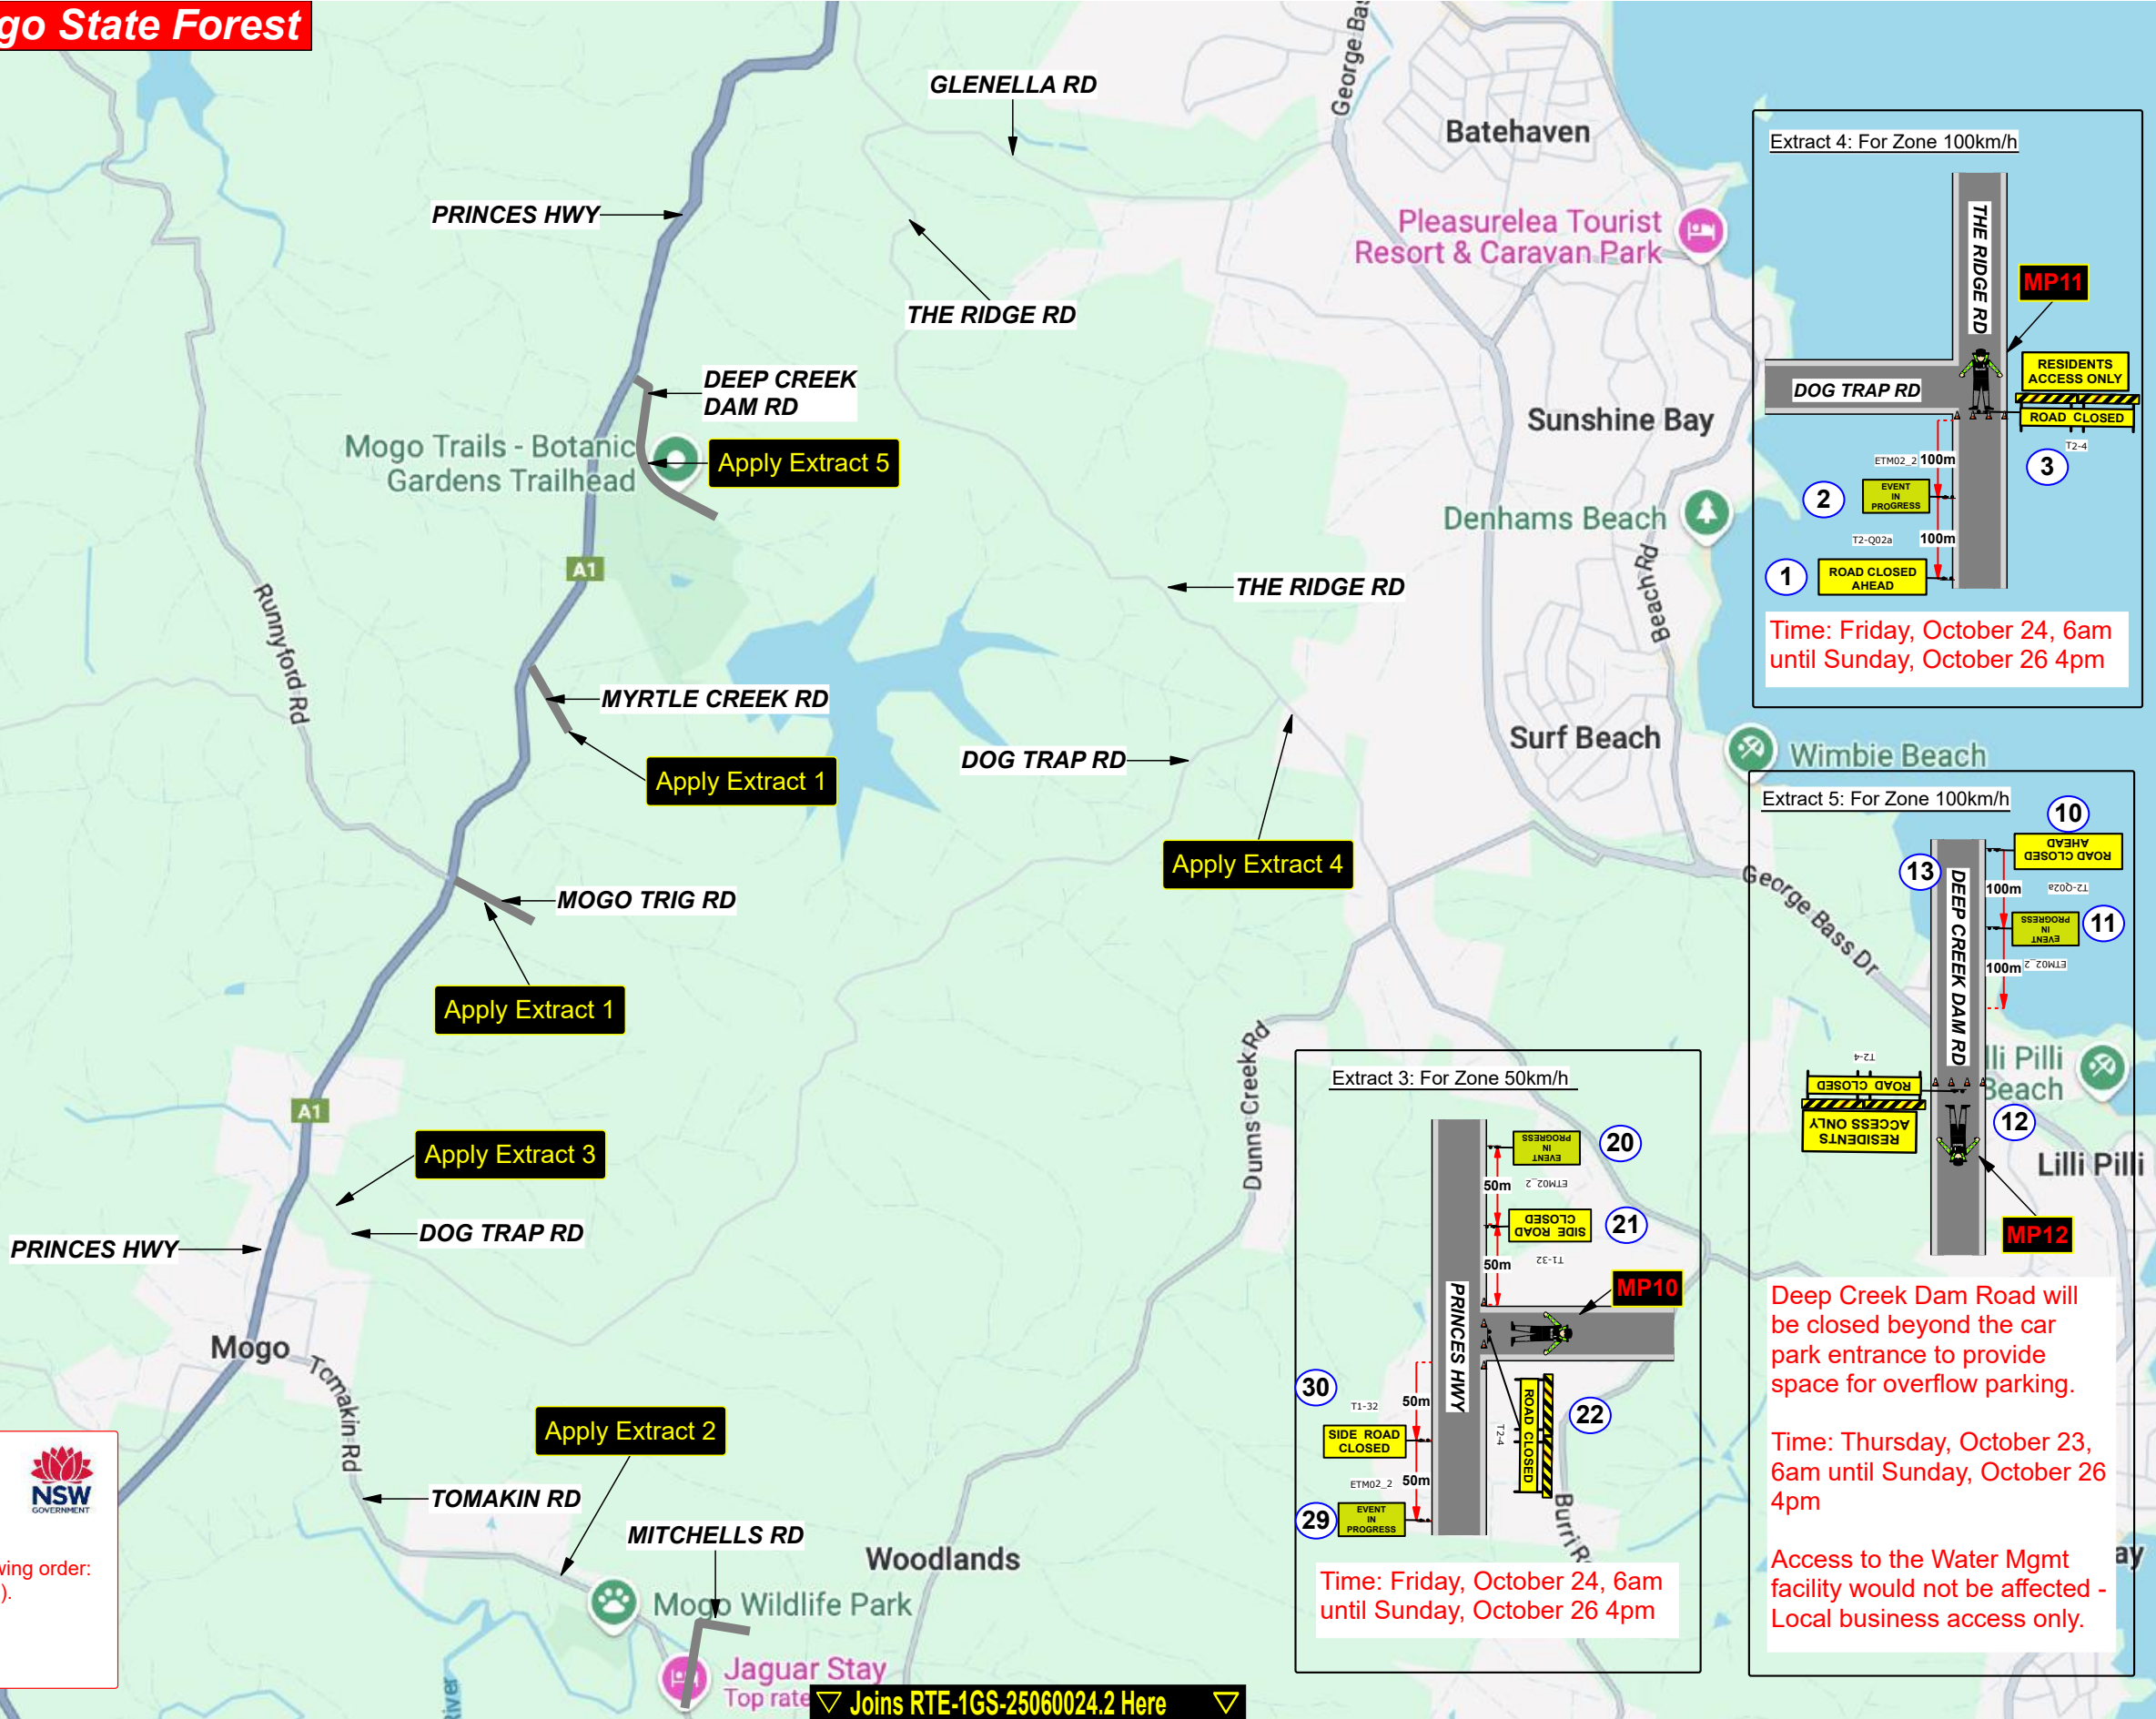 go State Forest
GLENELLA RD
George Bas
Batehaven
PRINCES HWY
Pleasurelea Tourist
Resort & Caravan Park
THE RIDGE RD
DEEP CREEK
DAM RD
Mogo Trails - Botanic
Gardens Trailhead
Apply Extract 5
Sunshine Bay
Denhams Beach
A1
THE RIDGE RD
Beach Rd
Runnyford Rd
MYRTLE CREEK RD
Apply Extract 1
DOG TRAP RD
Surf Beach
Wimbie Beach
Apply Extract 4
MOGO TRIG RD
Apply Extract 1
George Bass Dr
Dunns Creek Rd
A1
Apply Extract 3
DOG TRAP RD
PRINCES HWY
Mogo
Tomakin Rd
Apply Extract 2
TOMAKIN RD
MITCHELLS RD
Woodlands
Mogo Wildlife Park
Jaguar Stay
Top rate
River
Joins RTE-1GS-25060024.2 Here
NSW
GOVERNMENT
wing order:
).
Extract 4: For Zone 100km/h
THE RIDGE RD
MP11
RESIDENTS
ACCESS ONLY
DOG TRAP RD
ROAD CLOSED
T2-4
3
ETM02_2
100m
2
EVENT
IN
PROGRESS
T2-Q02a
100m
1
ROAD CLOSED
AHEAD
Time: Friday, October 24, 6am
until Sunday, October 26 4pm
Extract 5: For Zone 100km/h
10
ROAD CLOSED
AHEAD
13
DEEP CREEK DAM RD
100m
T2-Q02a
EVENT
IN
PROGRESS
11
100m
ETM02_2
T2-4
ROAD CLOSED
RESIDENTS
ACCESS ONLY
12
MP12
lli Pilli
Beach
Lilli Pilli
Deep Creek Dam Road will
be closed beyond the car
park entrance to provide
space for overflow parking.
Time: Thursday, October 23,
6am until Sunday, October 26
4pm
Access to the Water Mgmt
facility would not be affected -
Local business access only.
ay
Extract 3: For Zone 50km/h
EVENT
IN
PROGRESS
20
50m
ETM02_2
SIDE ROAD
CLOSED
21
50m
T1-32
MP10
PRINCES HWY
30
T1-32
50m
SIDE ROAD
CLOSED
T2-4
ROAD CLOSED
22
ETM02_2
50m
29
EVENT
IN
PROGRESS
Burri R
Time: Friday, October 24, 6am
until Sunday, October 26 4pm